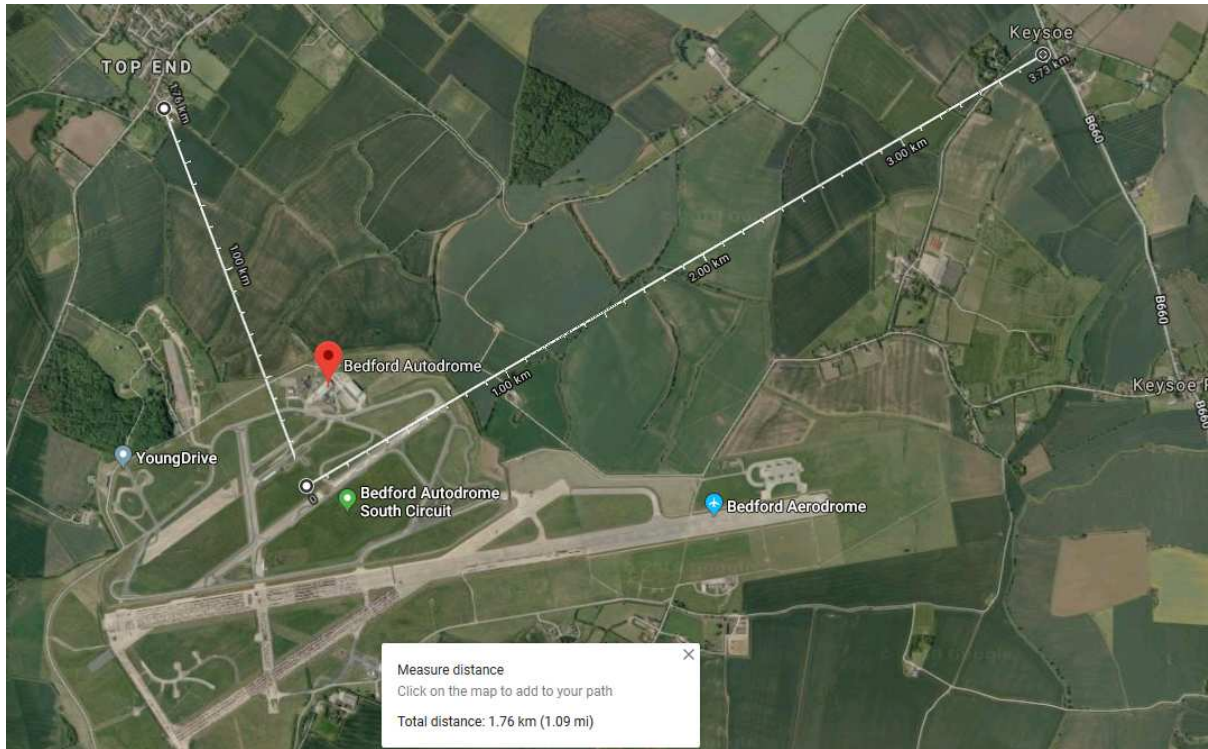 Keysoe
TOP END
1.76 km
3.73 km
B660
3.00 km
1.00 km
2.00 km
B660
Bedford Autodrome
1.00 km
Keysoe R
B660
YoungDrive
0
Bedford Autodrome
South Circuit
Bedford Aerodrome
Measure distance
Click on the map to add to your path
Total distance: 1.76 km (1.09 mi)